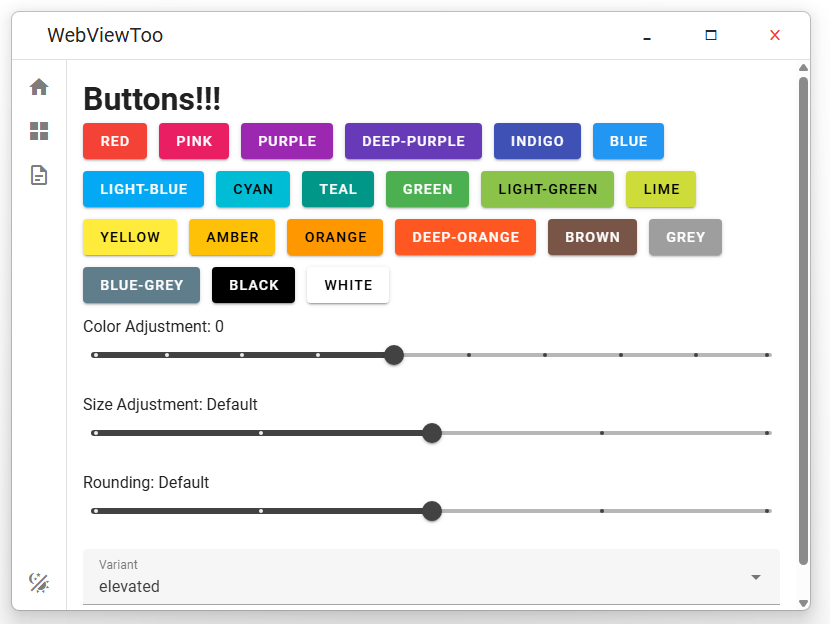 WebViewToo
Buttons!!!
RED PINK PURPLE DEEP-PURPLE INDIGO BLUE
LIGHT-BLUE CYAN TEAL GREEN LIGHT-GREEN LIME
YELLOW AMBER ORANGE DEEP-ORANGE BROWN GREY
BLUE-GREY BLACK WHITE
Color Adjustment: 0
Size Adjustment: Default
Rounding: Default
Variant
elevated